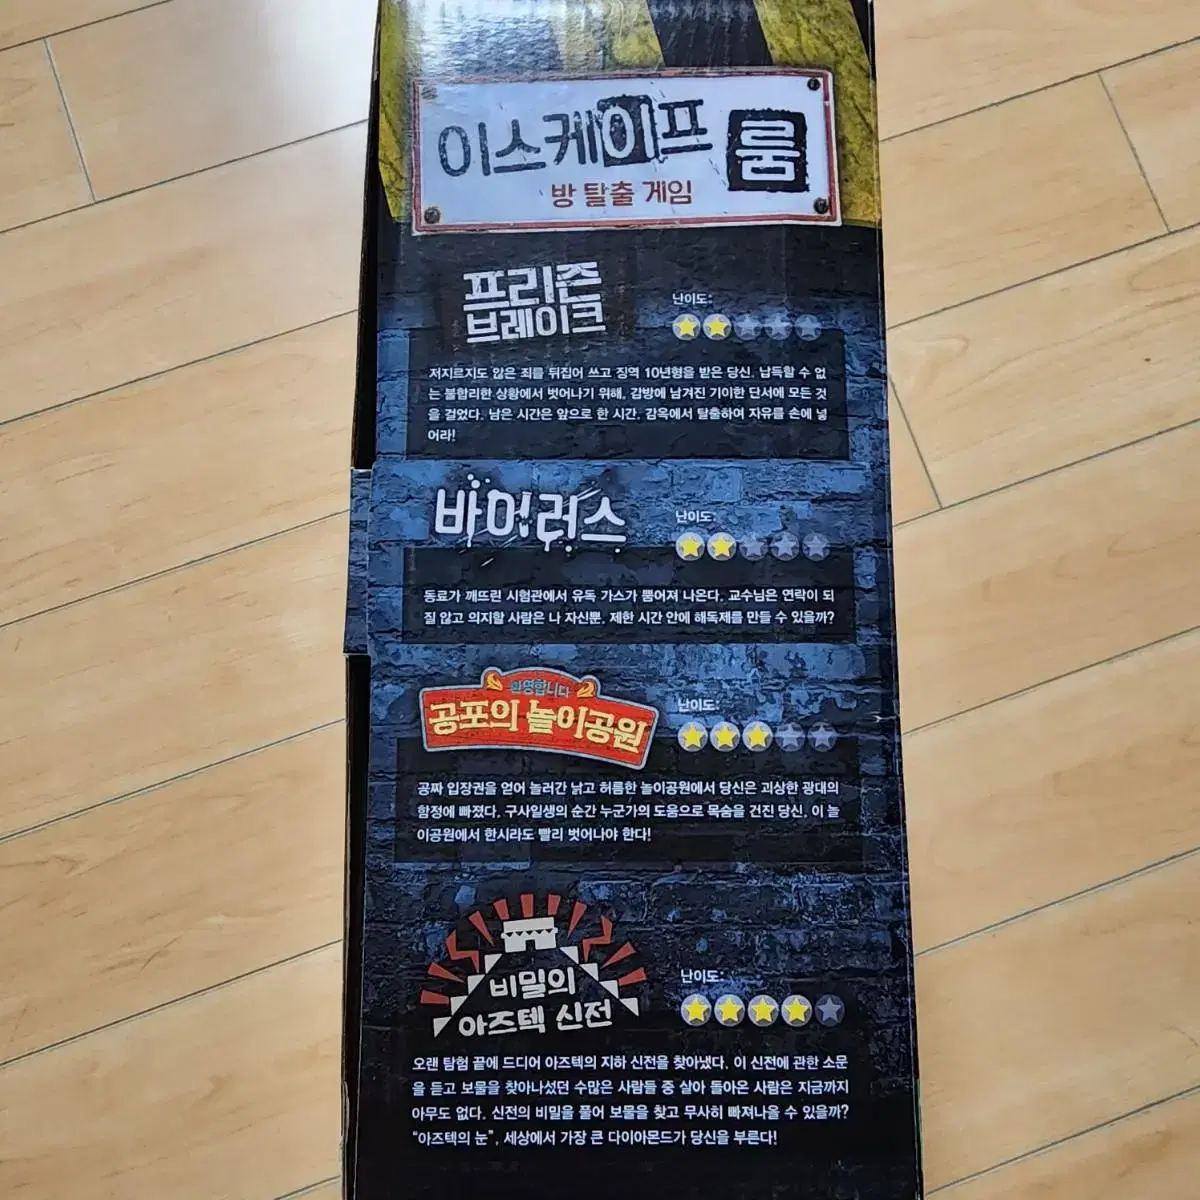 이스케이프 룸
방 탈출 게임
프리즌
브레이크
난이도:
저지르지도 않은 죄를 뒤집어 쓰고 징역 10년형을 받은 당신. 납득할 수 없
는 불합리한 상황에서 벗어나기 위해, 감방에 남겨진 기이한 단서에 모든 것
을 걸었다. 남은 시간은 앞으로 한 시간. 감옥에서 탈출하여 자유를 손에 넣
어라!
바이러스
난이도:
동료가 깨뜨린 시험관에서 유독 가스가 뿜어져 나온다. 교수님은 연락이 되
질 않고 의지할 사람은 나 자신뿐. 제한 시간 안에 해독제를 만들 수 있을까?
환영합니다
공포의 놀이공원
난이도:
공짜 입장권을 얻어 놀러간 낡고 허름한 놀이공원에서 당신은 괴상한 광대의
함정에 빠졌다. 구사일생의 순간 누군가의 도움으로 목숨을 건진 당신. 이 놀
이공원에서 한시라도 빨리 벗어나야 한다!
비밀의
아즈텍 신전
난이도:
오랜 탐험 끝에 드디어 아즈텍의 지하 신전을 찾아냈다. 이 신전에 관한 소문
을 듣고 보물을 찾아나섰던 수많은 사람들 중 살아 돌아온 사람은 지금까지
아무도 없다. 신전의 비밀을 풀어 보물을 찾고 무사히 빠져나올 수 있을까?
"아즈텍의 눈", 세상에서 가장 큰 다이아몬드가 당신을 부른다!